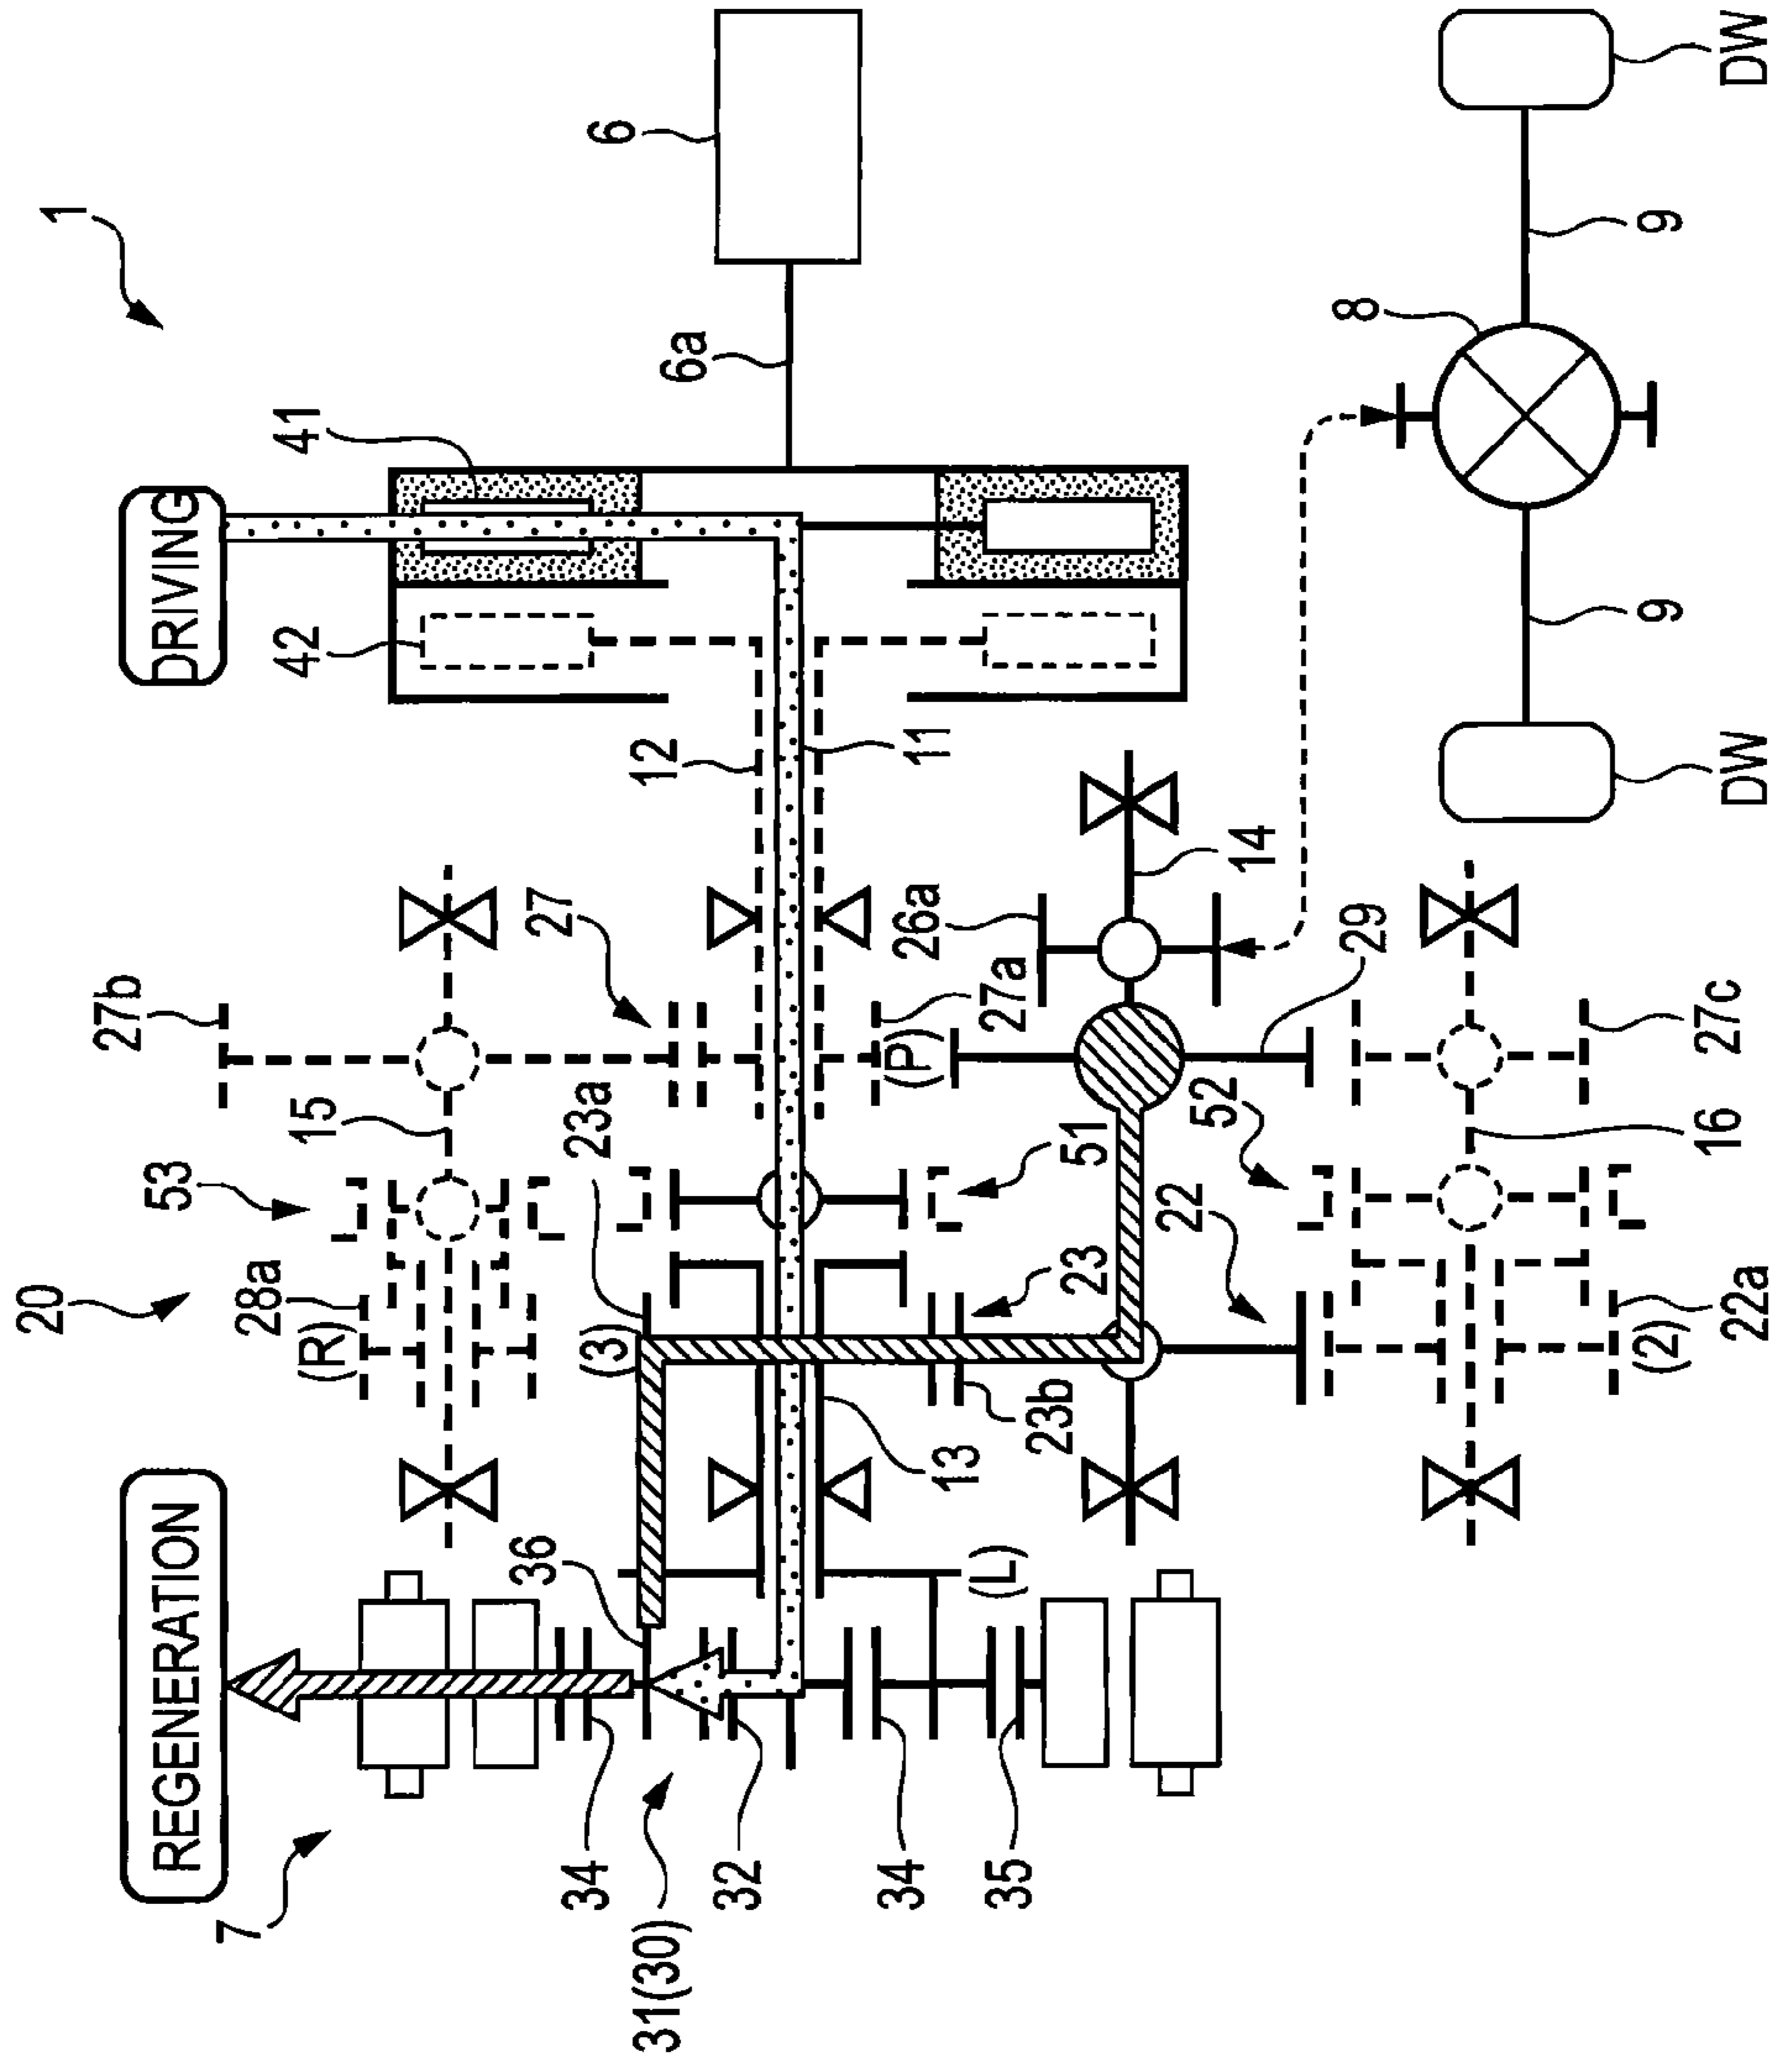 20
1
27b
REGENERATION
53
DRIVING
7
28a
(R)
15
42
41
36
27
34
23a
(3)
6
31(30)
12
6a
32
34
(P)
26a
11
13
35
(L)
27a
23b
23
51
22
52
14
29
8
(2)
9
9
16
27c
22a
DW
DW